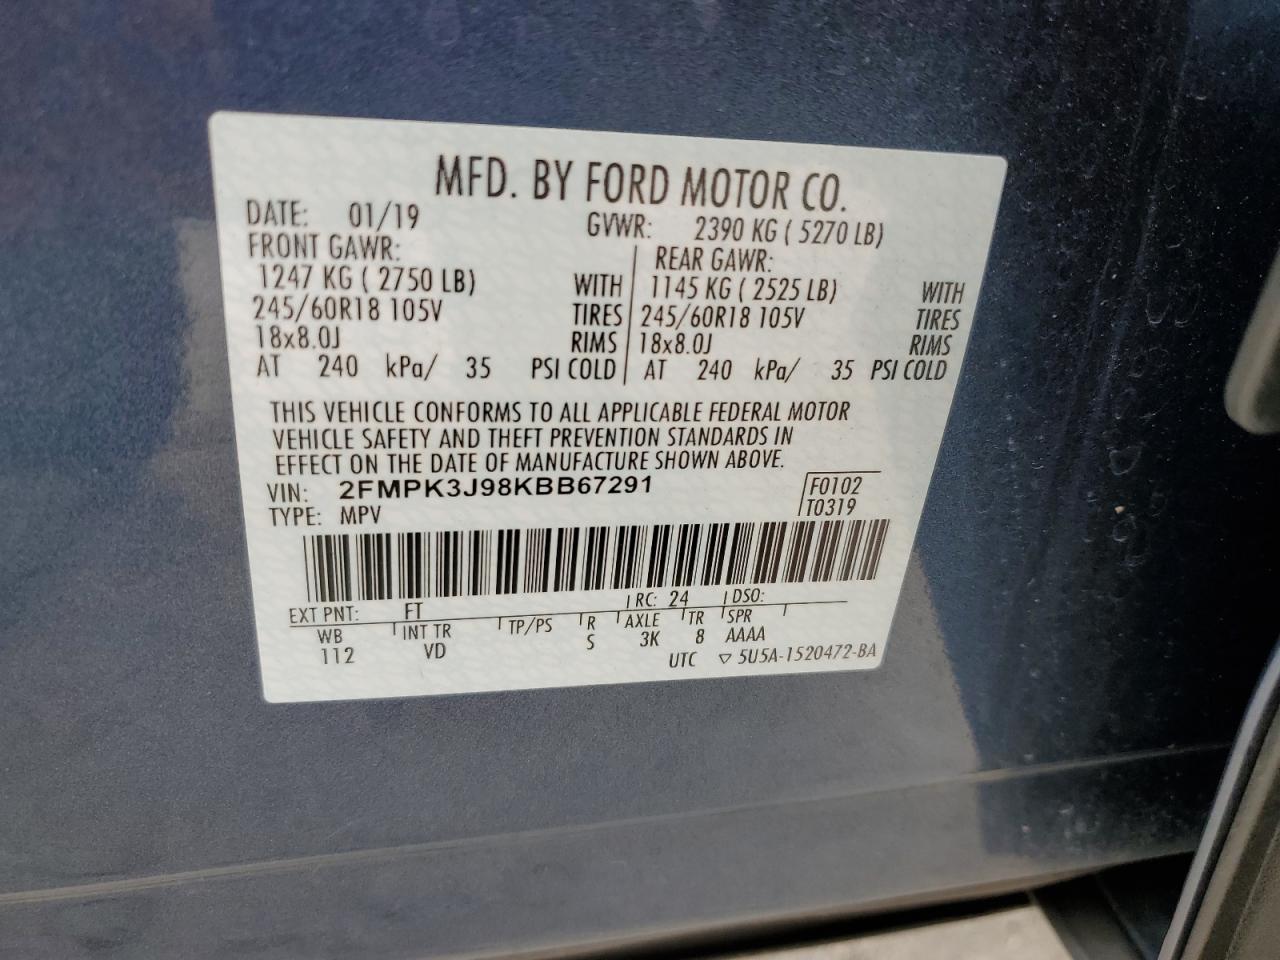 MFD. BY FORD MOTOR CO.
DATE: 01/19 GVWR: 2390 KG ( 5270 LB)
FRONT GAWR: REAR GAWR:
1247 KG ( 2750 LB) WITH 1145 KG ( 2525 LB) WITH
245/60R18 105V TIRES 245/60R18 105V TIRES
18x8.0J RIMS 18x8.0J RIMS
AT 240 kPa/ 35 PSI COLD AT 240 kPa/ 35 PSI COLD
THIS VEHICLE CONFORMS TO ALL APPLICABLE FEDERAL MOTOR
VEHICLE SAFETY AND THEFT PREVENTION STANDARDS IN
EFFECT ON THE DATE OF MANUFACTURE SHOWN ABOVE.
VIN: 2FMPK3J98KBB67291 F0102
TYPE: MPV T0319
EXT PNT: FT RC: 24 DSO:
WB INT TR TP/PS R AXLE TR SPR
112 VD S 3K 8 AAAA
UTC ▽ 5U5A-1520472-BA